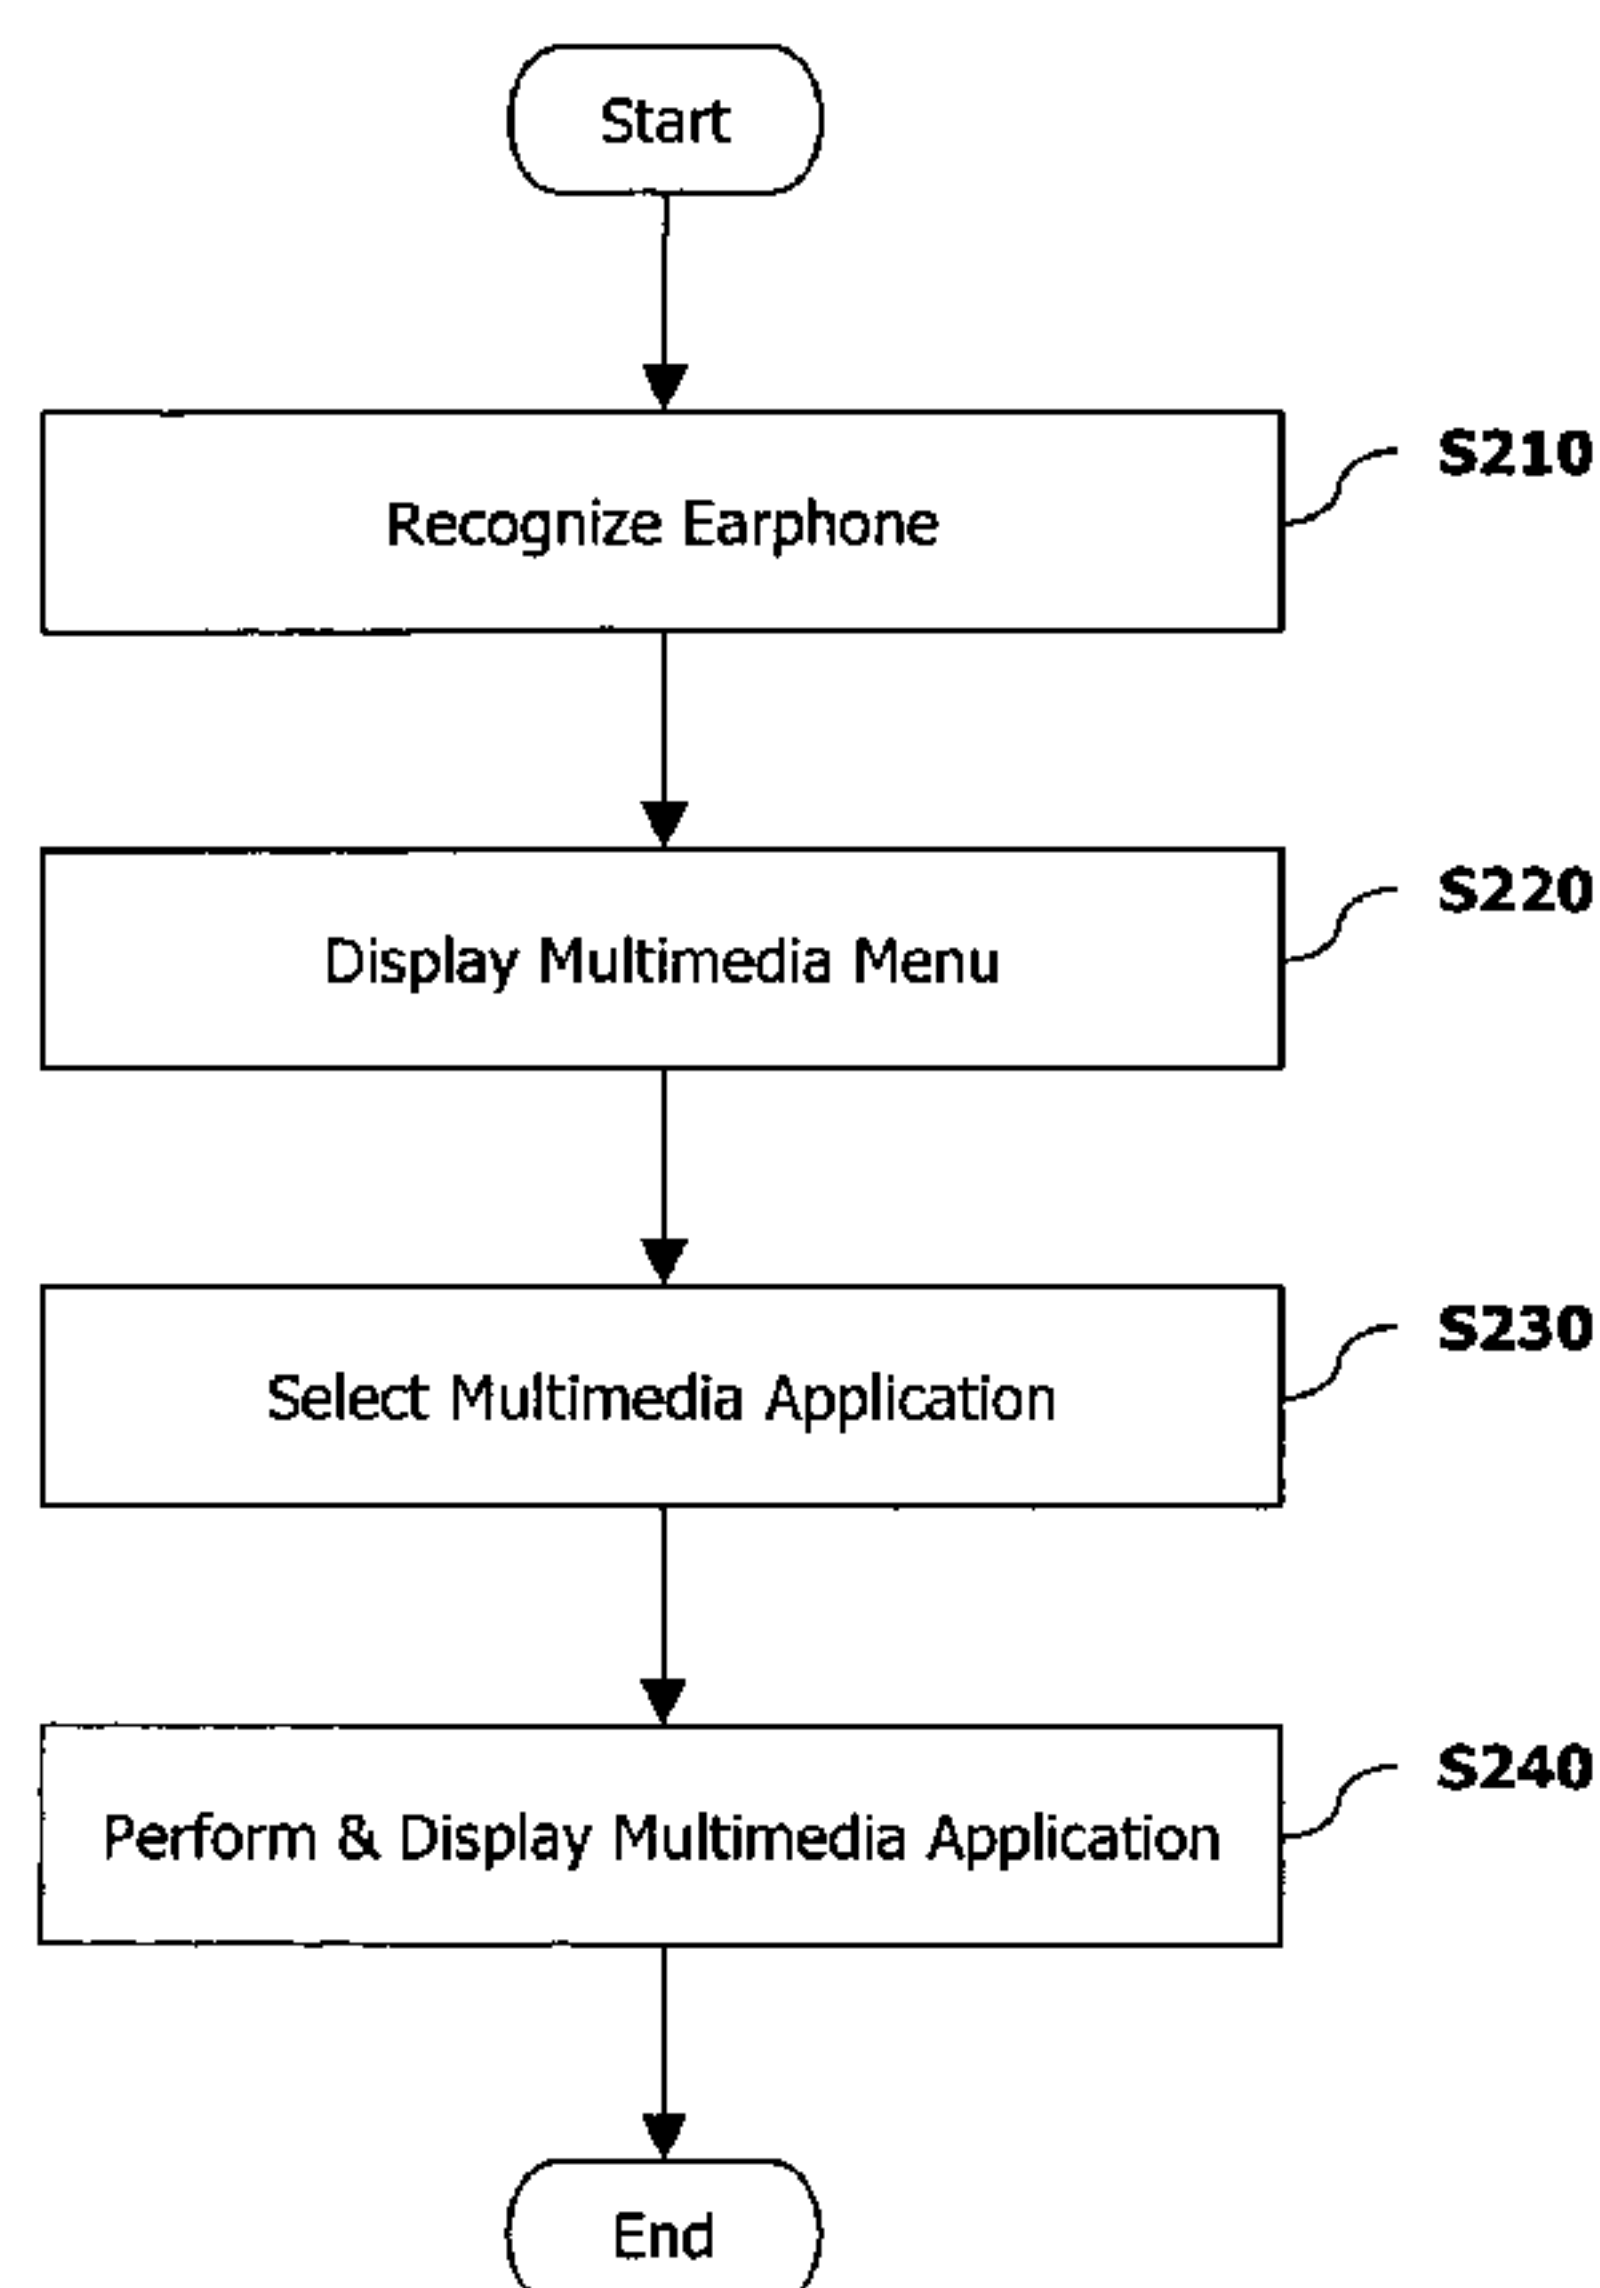 Start
Recognize Earphone
S210
Display Multimedia Menu
S220
Select Multimedia Application
S230
Perform & Display Multimedia Application
S240
End